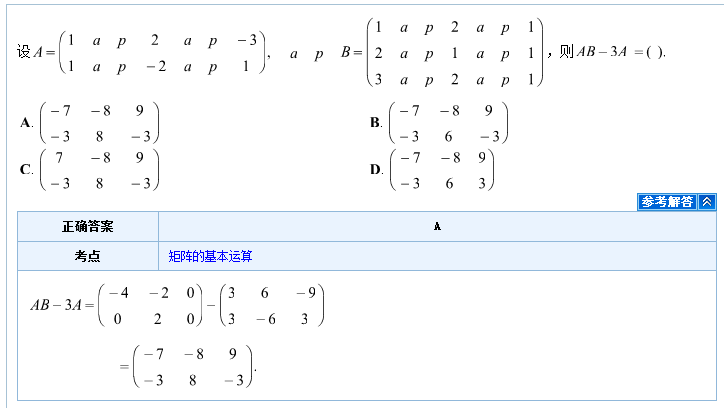 设 A = ( 1 a p 2 a p −3 ; 1 a p −2 a p 1 ), a p B = ( 1 a p 2 a p 1 ; 2 a p 1 a p 1 ; 3 a p 2 a p 1 ) ，则 AB − 3A = ( ).
A. ( −7 −8 9 ; −3 8 −3 ) B. ( −7 −8 9 ; −3 6 −3 )
C. ( 7 −8 9 ; −3 8 −3 ) D. ( −7 −8 9 ; −3 6 3 )
参考解答
正确答案 A
考点 矩阵的基本运算
AB − 3A = ( −4 −2 0 ; 0 2 0 ) − ( 3 6 −9 ; 3 −6 3 )
= ( −7 −8 9 ; −3 8 −3 ).